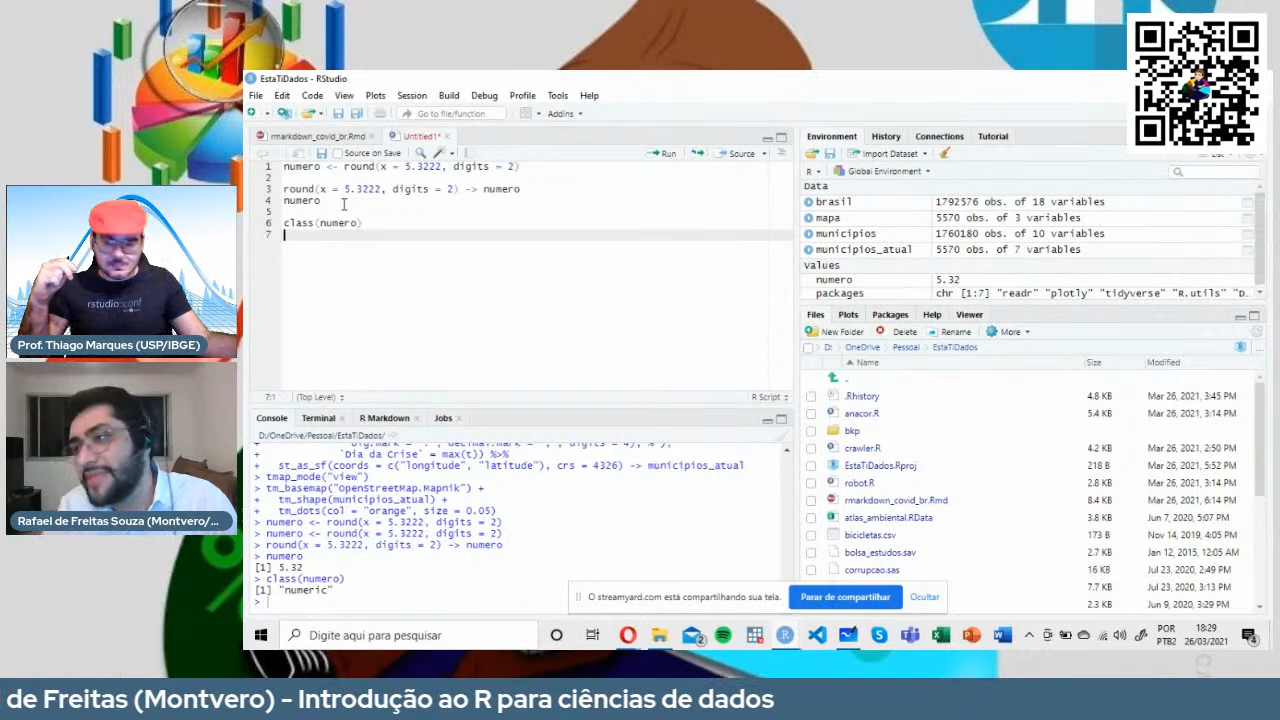 EstaTiDados - RStudio
File Edit Code View Plots Session Build Debug Profile Tools Help
Go to file/function Addins
rmarkdown_covid_br.Rmd Untitled1*
Source on Save Run Source
1 numero <- round(x = 5.3222, digits = 2)
2
3 round(x = 5.3222, digits = 2) -> numero
4 numero
5
6 class(numero)
7
7:1 (Top Level) R Script
Console Terminal R Markdown Jobs
D:/OneDrive/Pessoal/EstaTiDados/
+ big.mark = ".", decimal.mark = ",", digits = 4),"%"),
+ `Dia da Crise` = max(t)) %>%
+ st_as_sf(coords = c("longitude", "latitude"), crs = 4326) -> municipios_atual
> tmap_mode("view")
> tm_basemap("OpenStreetMap.Mapnik") +
+ tm_shape(municipios_atual) +
+ tm_dots(col = "orange", size = 0.05)
> numero <- round(x = 5.3222, digits = 2)
> numero <- round(x = 5.3222, digits = 2)
> round(x = 5.3222, digits = 2) -> numero
> numero
[1] 5.32
> class(numero)
[1] "numeric"
>
Environment History Connections Tutorial
Import Dataset
R Global Environment
Data
brasil 1792576 obs. of 18 variables
mapa 5570 obs. of 3 variables
municipios 1760180 obs. of 10 variables
municipios_atual 5570 obs. of 7 variables
Values
numero 5.32
packages chr [1:7] "readr" "plotly" "tidyverse" "R.utils" "D…
Files Plots Packages Help Viewer
New Folder Delete Rename More
D: OneDrive Pessoal EstaTiDados
Name Size Modified
..
.Rhistory 4.8 KB Mar 26, 2021, 3:45 PM
anacor.R 5.4 KB Mar 26, 2021, 3:14 PM
bkp
crawler.R 4.2 KB Mar 26, 2021, 2:50 PM
EstaTiDados.Rproj 218 B Mar 26, 2021, 5:52 PM
robot.R 2.8 KB Mar 26, 2021, 3:14 PM
rmarkdown_covid_br.Rmd 8.4 KB Mar 26, 2021, 6:14 PM
atlas_ambiental.RData 3.8 KB Jun 7, 2020, 5:07 PM
bicicletas.csv 173 B Nov 14, 2019, 4:05 PM
bolsa_estudos.sav 2.7 KB Jan 12, 2015, 12:05 AM
corrupcao.sas 16 KB Jul 23, 2020, 2:49 PM
7.7 KB Jul 23, 2020, 3:13 PM
2.3 KB Jun 9, 2020, 3:29 PM
O streamyard.com está compartilhando sua tela. Parar de compartilhar Ocultar
Digite aqui para pesquisar
POR
PTB2
18:29
26/03/2021
rstudio::conf
Prof. Thiago Marques (USP/IBGE)
Rafael de Freitas Souza (Montvero/...
de Freitas (Montvero) - Introdução ao R para ciências de dados